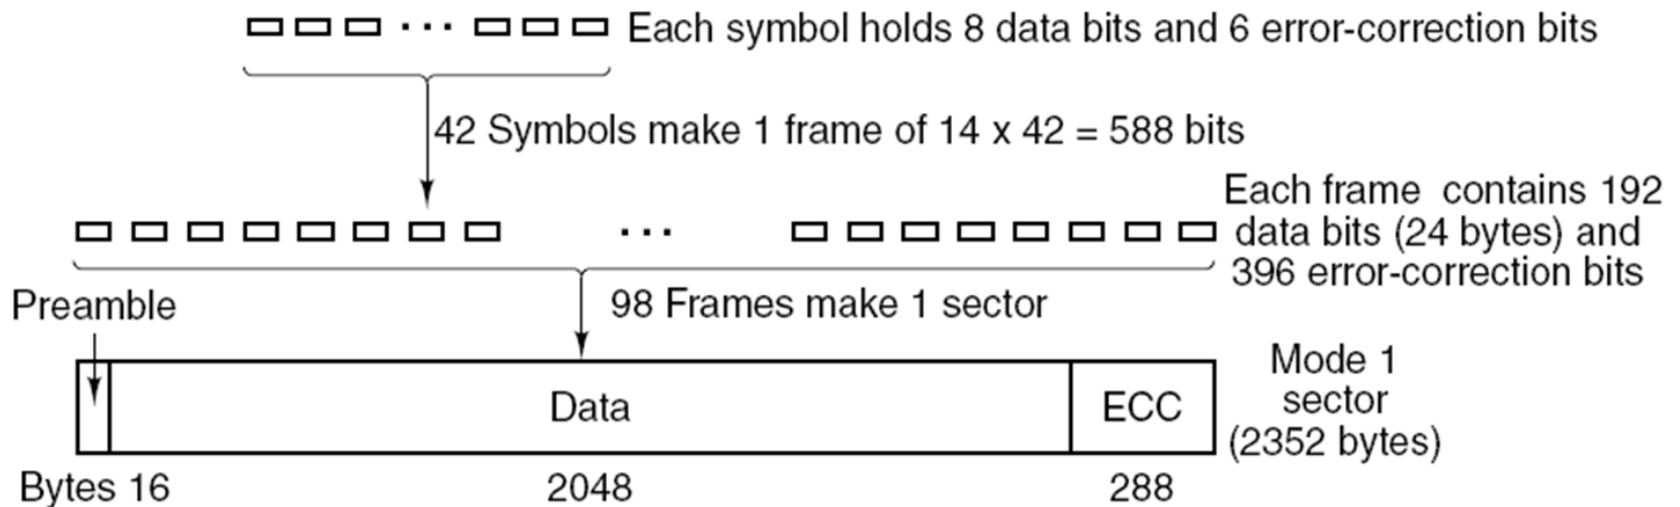 Each symbol holds 8 data bits and 6 error-correction bits
42 Symbols make 1 frame of 14 x 42 = 588 bits
Each frame contains 192
data bits (24 bytes) and
396 error-correction bits
Preamble
98 Frames make 1 sector
Mode 1
sector
(2352 bytes)
Data
ECC
Bytes 16
2048
288